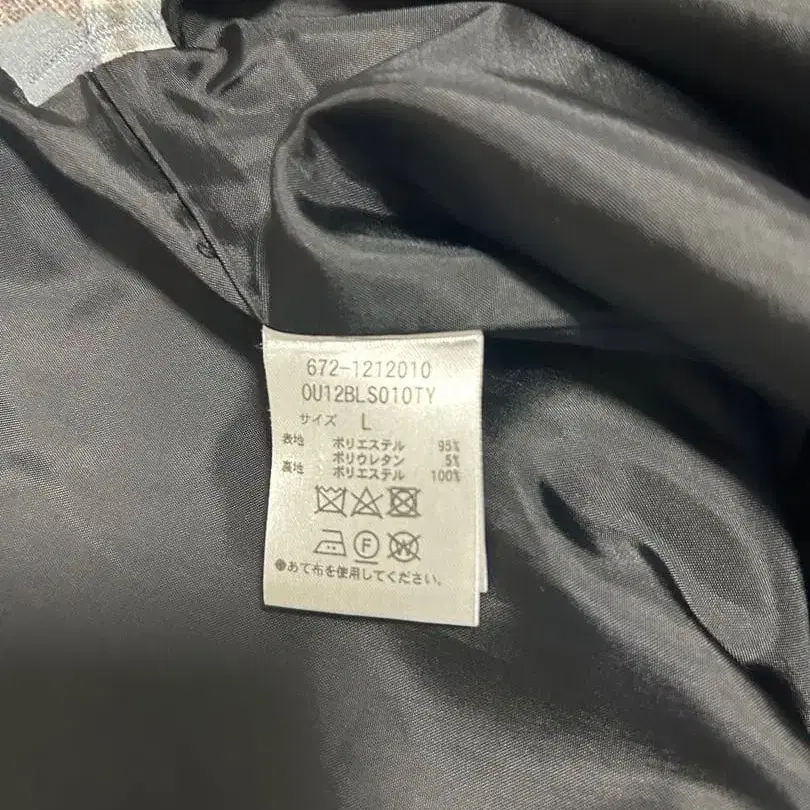 672-1212010
OU12BLS010TY
サイズ L
表地 ポリエステル 95%
ポリウレタン 5%
裏地 ポリエステル 100%
F W
●あて布を使用してください。